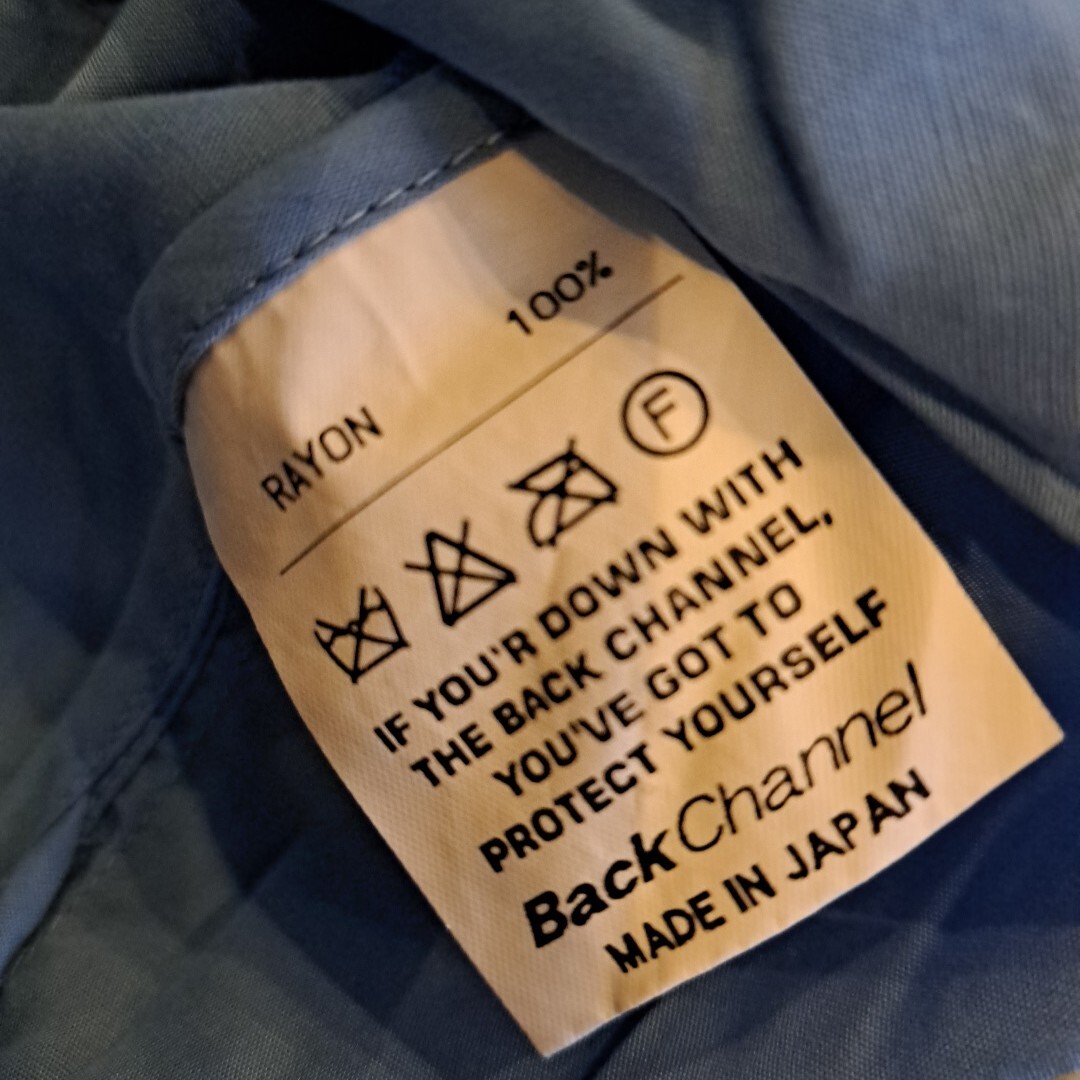 RAYON 100%
F
IF YOU'R DOWN WITH
THE BACK CHANNEL,
YOU'VE GOT TO
PROTECT YOURSELF
BackChannel
MADE IN JAPAN